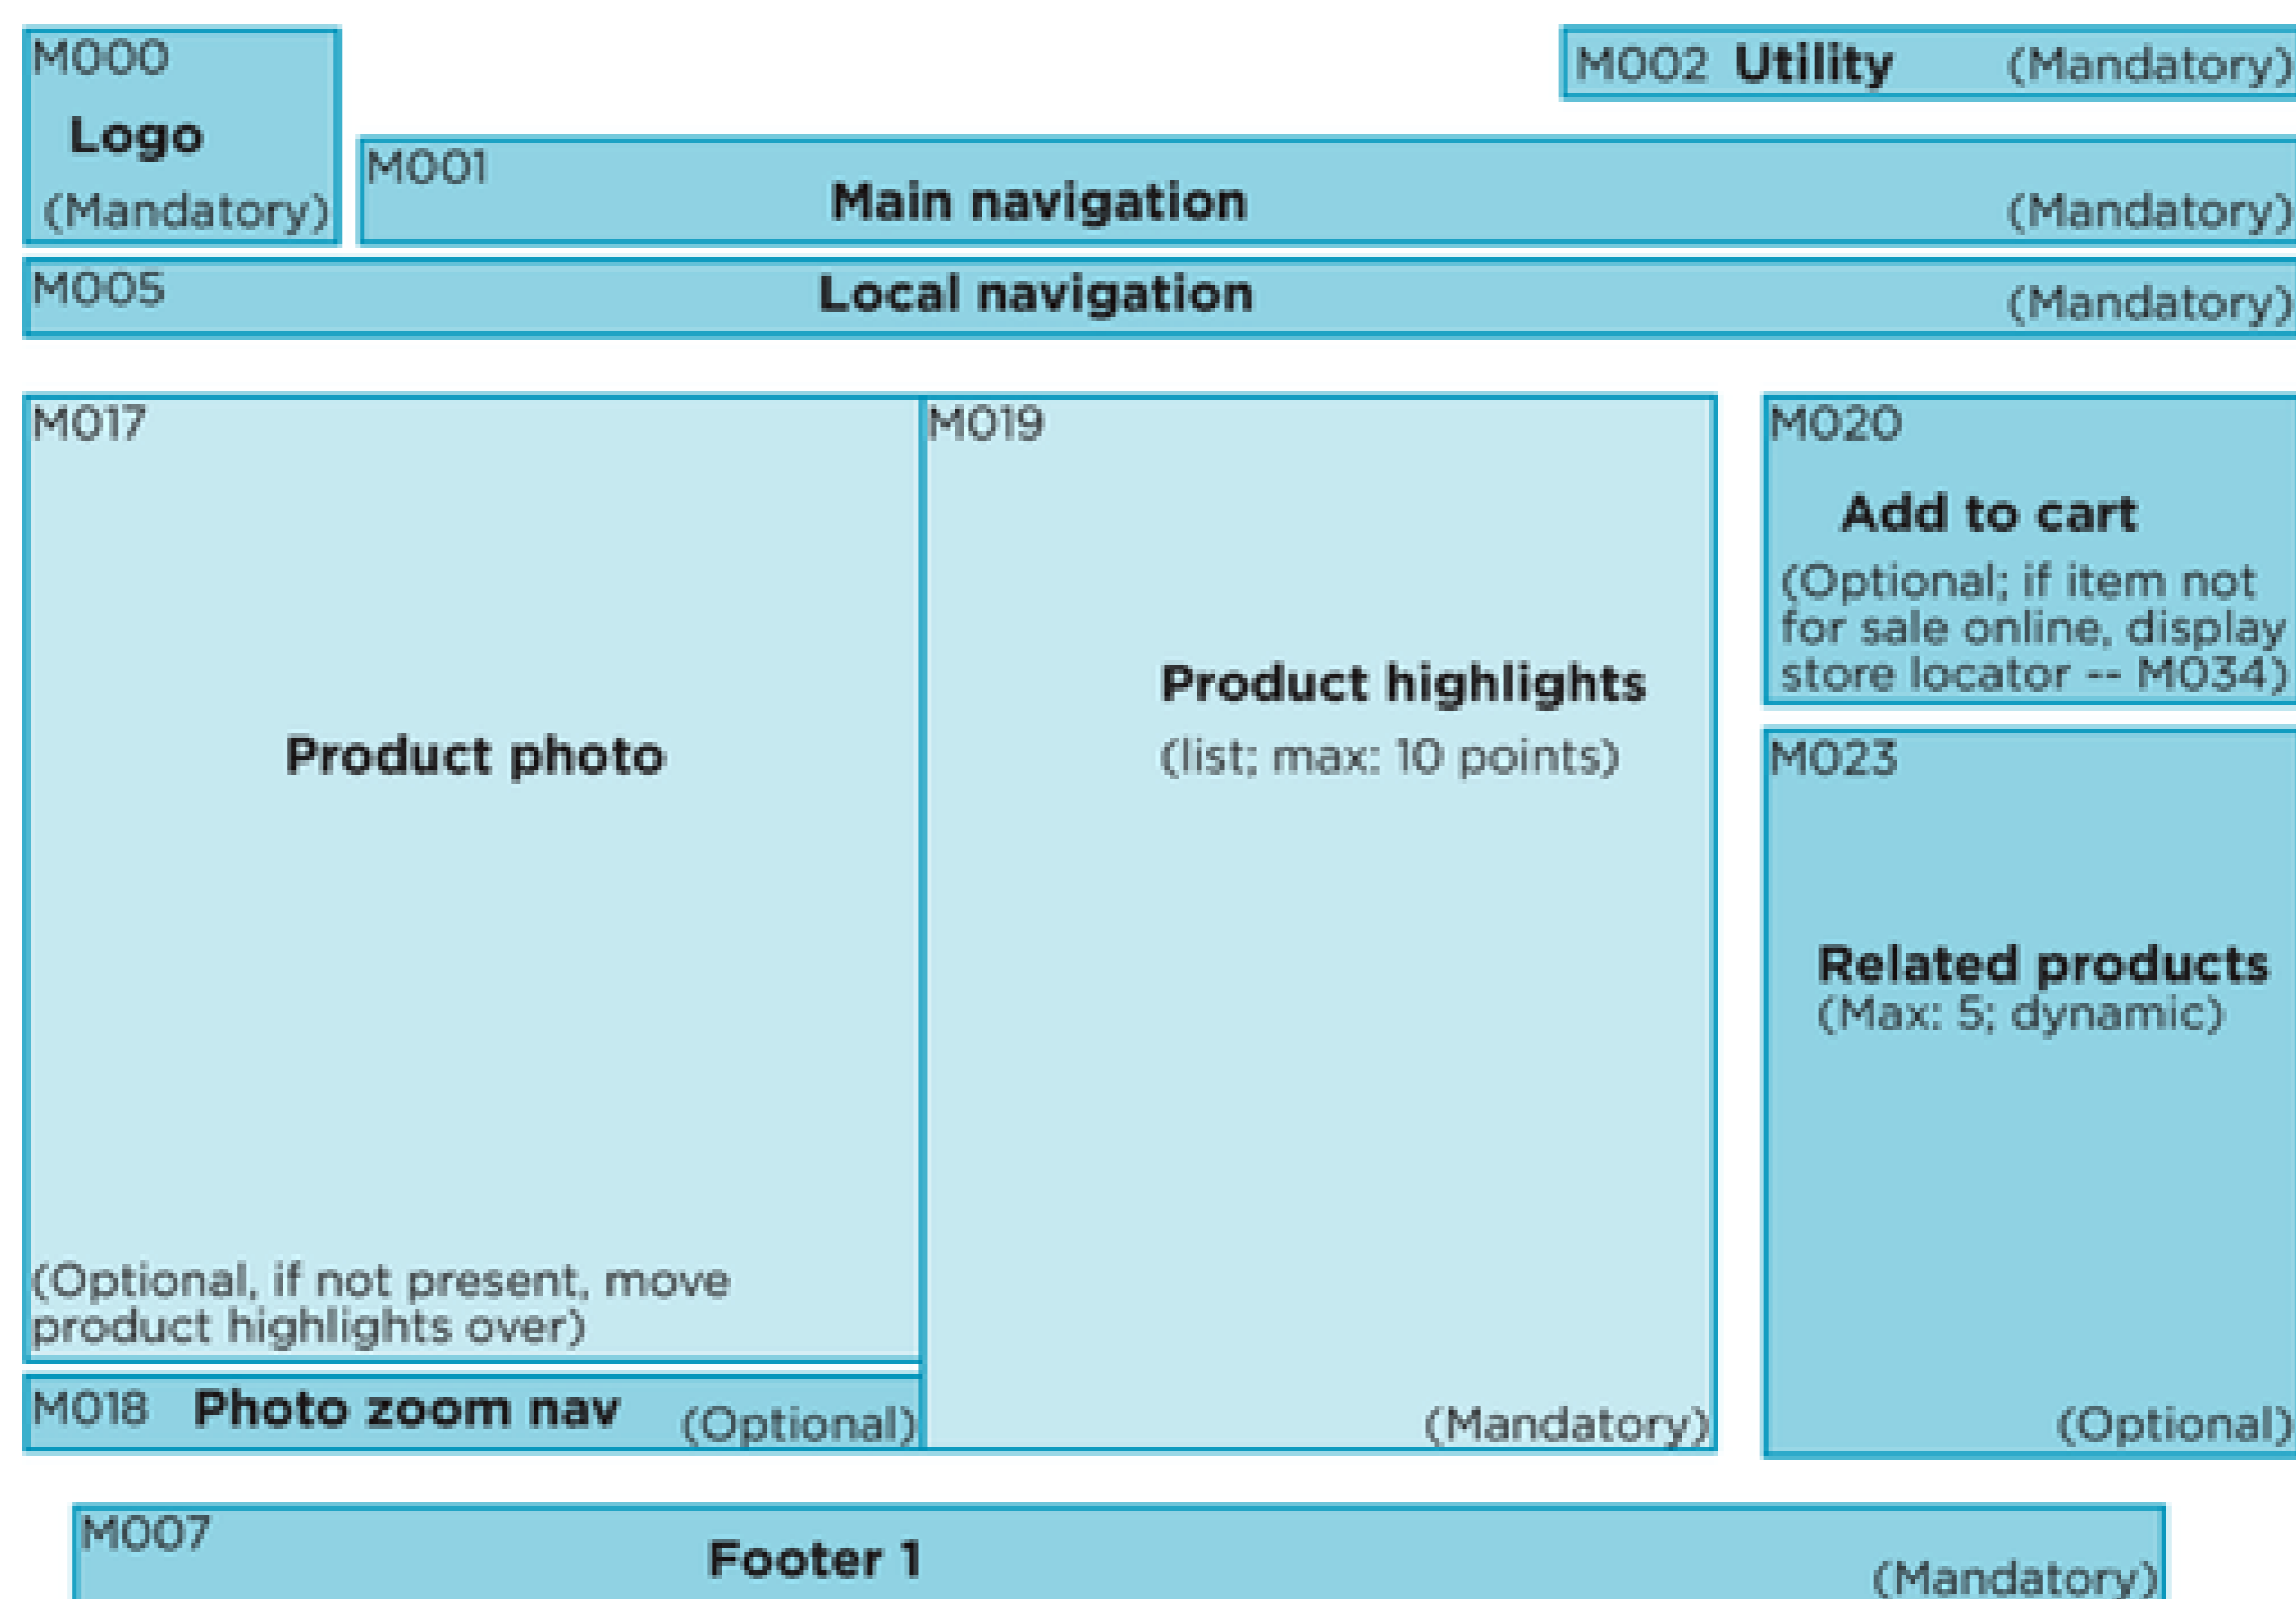 M000
Logo
(Mandatory)
M002 Utility (Mandatory)
M001
Main navigation
(Mandatory)
M005
Local navigation
(Mandatory)
M017
Product photo
(Optional, if not present, move
product highlights over)
M018 Photo zoom nav (Optional)
M019
Product highlights
(list; max: 10 points)
(Mandatory)
M020
Add to cart
(Optional; if item not
for sale online, display
store locator -- M034)
M023
Related products
(Max: 5; dynamic)
(Optional)
M007
Footer 1
(Mandatory)